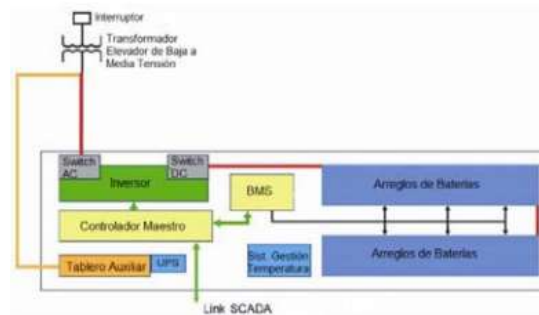 Interruptor
Transformador
Elevador de Baja a
Media Tensión
Switch
AC
Switch
DC
Inversor
BMS
Arreglos de Baterías
Controlador Maestro
Tablero Auxiliar
UPS
Sist. Gestión
Temperatura
Arreglos de Baterías
Link SCADA